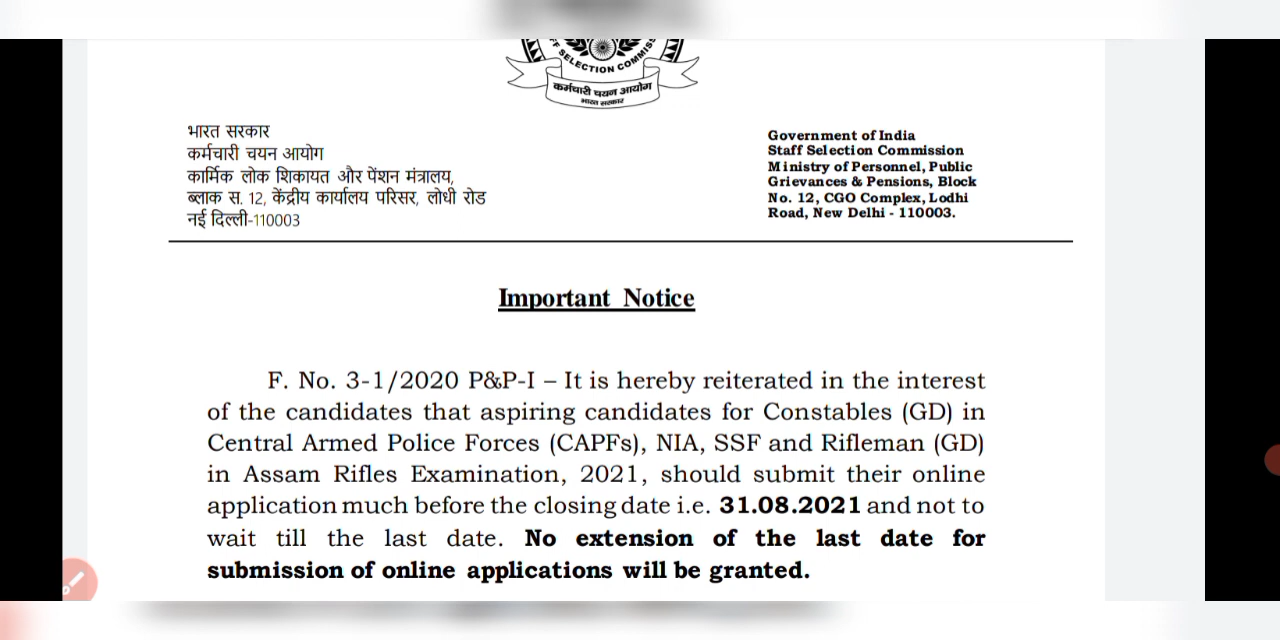 F SELECTION COMMIS
कर्मचारी चयन आयोग
भारत सरकार
भारत सरकार
कर्मचारी चयन आयोग
कार्मिक लोक शिकायत और पेंशन मंत्रालय,
ब्लाक स. 12, केंद्रीय कार्यालय परिसर, लोधी रोड
नई दिल्ली-110003
Government of India
Staff Selection Commission
Ministry of Personnel, Public
Grievances & Pensions, Block
No. 12, CGO Complex, Lodhi
Road, New Delhi - 110003.
Important Notice
F. No. 3-1/2020 P&P-I – It is hereby reiterated in the interest
of the candidates that aspiring candidates for Constables (GD) in
Central Armed Police Forces (CAPFs), NIA, SSF and Rifleman (GD)
in Assam Rifles Examination, 2021, should submit their online
application much before the closing date i.e. 31.08.2021 and not to
wait till the last date. No extension of the last date for
submission of online applications will be granted.